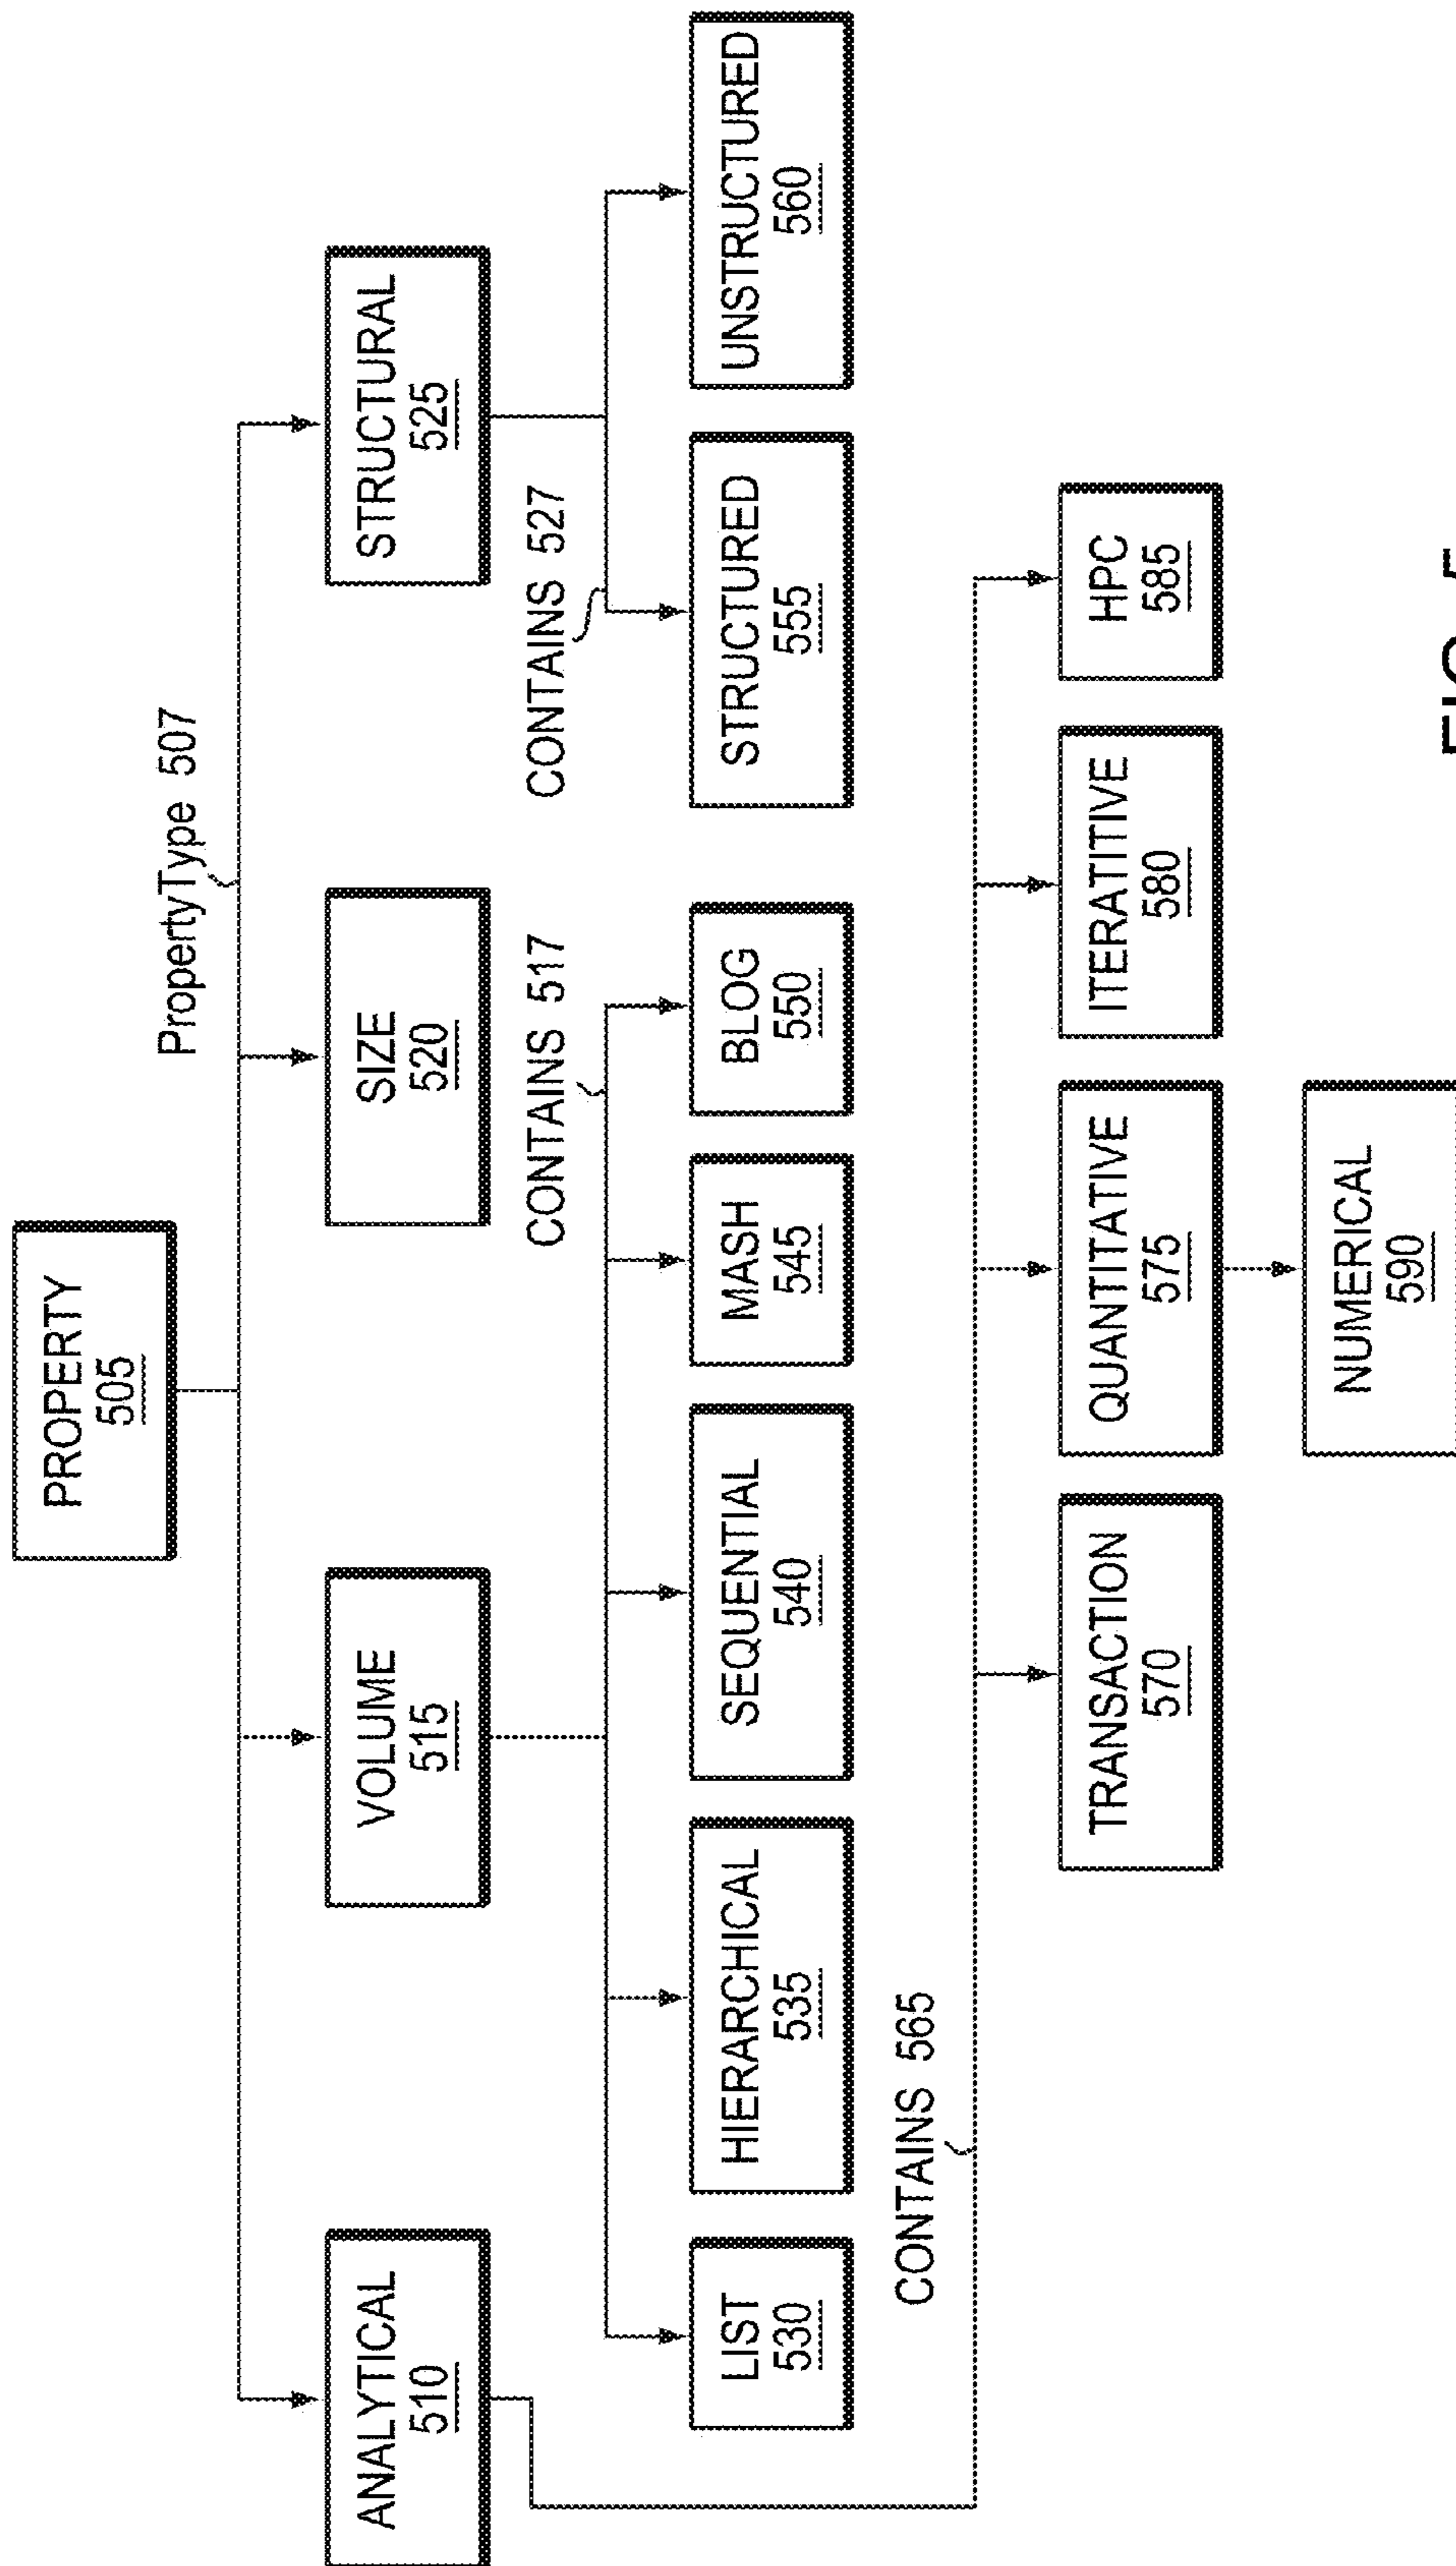 PROPERTY
505
PropertyType 507
ANALYTICAL
510
VOLUME
515
SIZE
520
STRUCTURAL
525
CONTAINS 517
CONTAINS 527
LIST
530
HIERARCHICAL
535
SEQUENTIAL
540
MASH
545
BLOG
550
STRUCTURED
555
UNSTRUCTURED
560
CONTAINS 565
TRANSACTION
570
QUANTITATIVE
575
ITERATITIVE
580
HPC
585
NUMERICAL
590